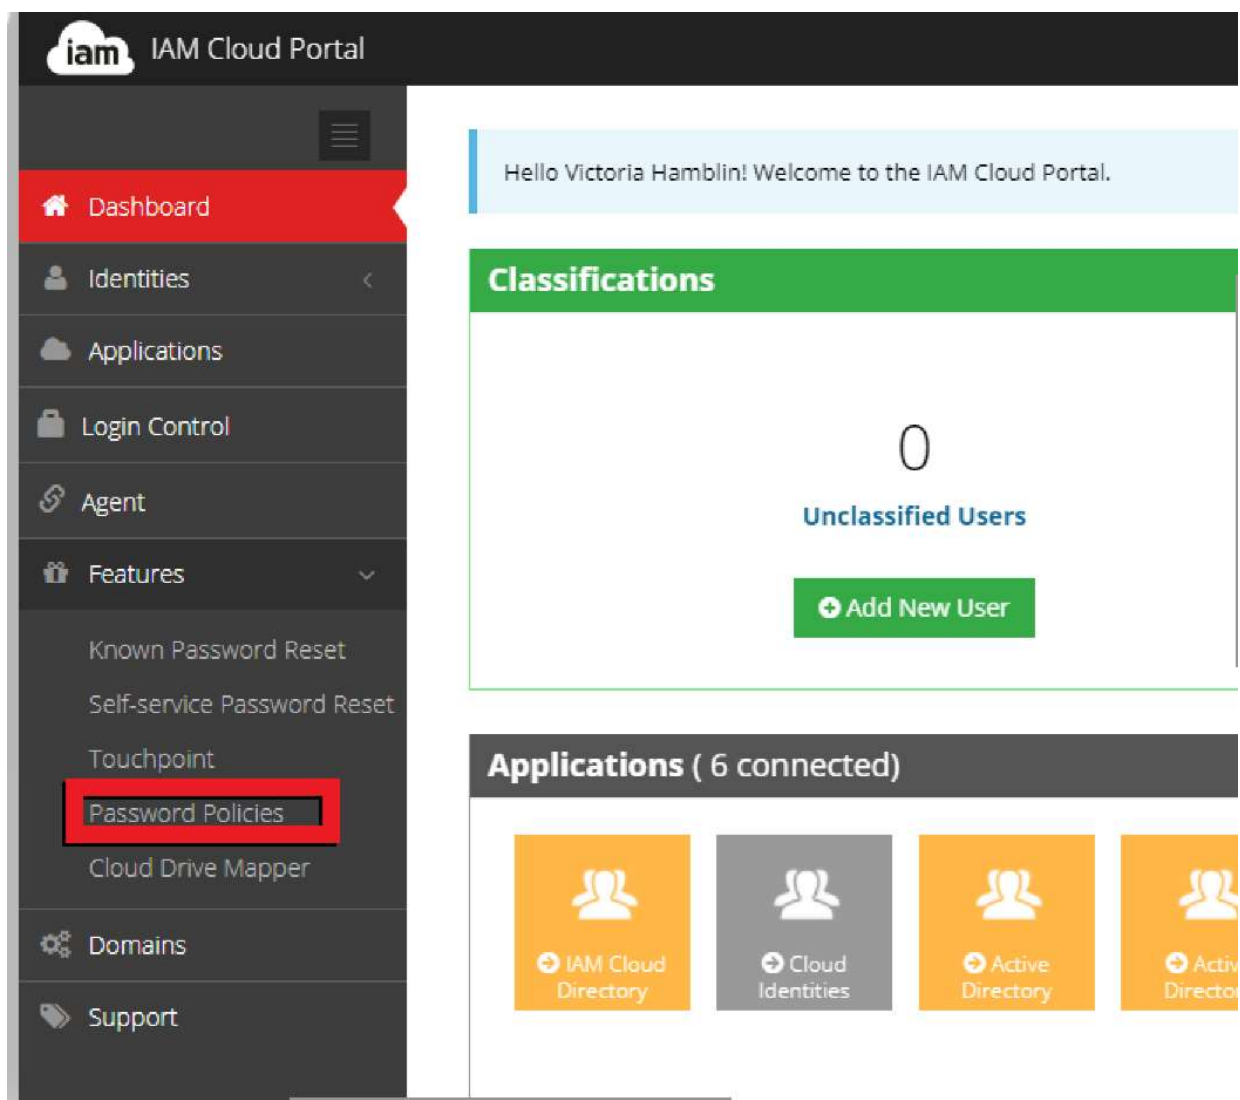 iam IAM Cloud Portal
Hello Victoria Hamblin! Welcome to the IAM Cloud Portal.
Dashboard
Identities
Applications
Login Control
Agent
Features
Known Password Reset
Self-service Password Reset
Touchpoint
Password Policies
Cloud Drive Mapper
Domains
Support
Classifications
0
Unclassified Users
Add New User
Applications ( 6 connected)
IAM Cloud
Directory
Cloud
Identities
Active
Directory